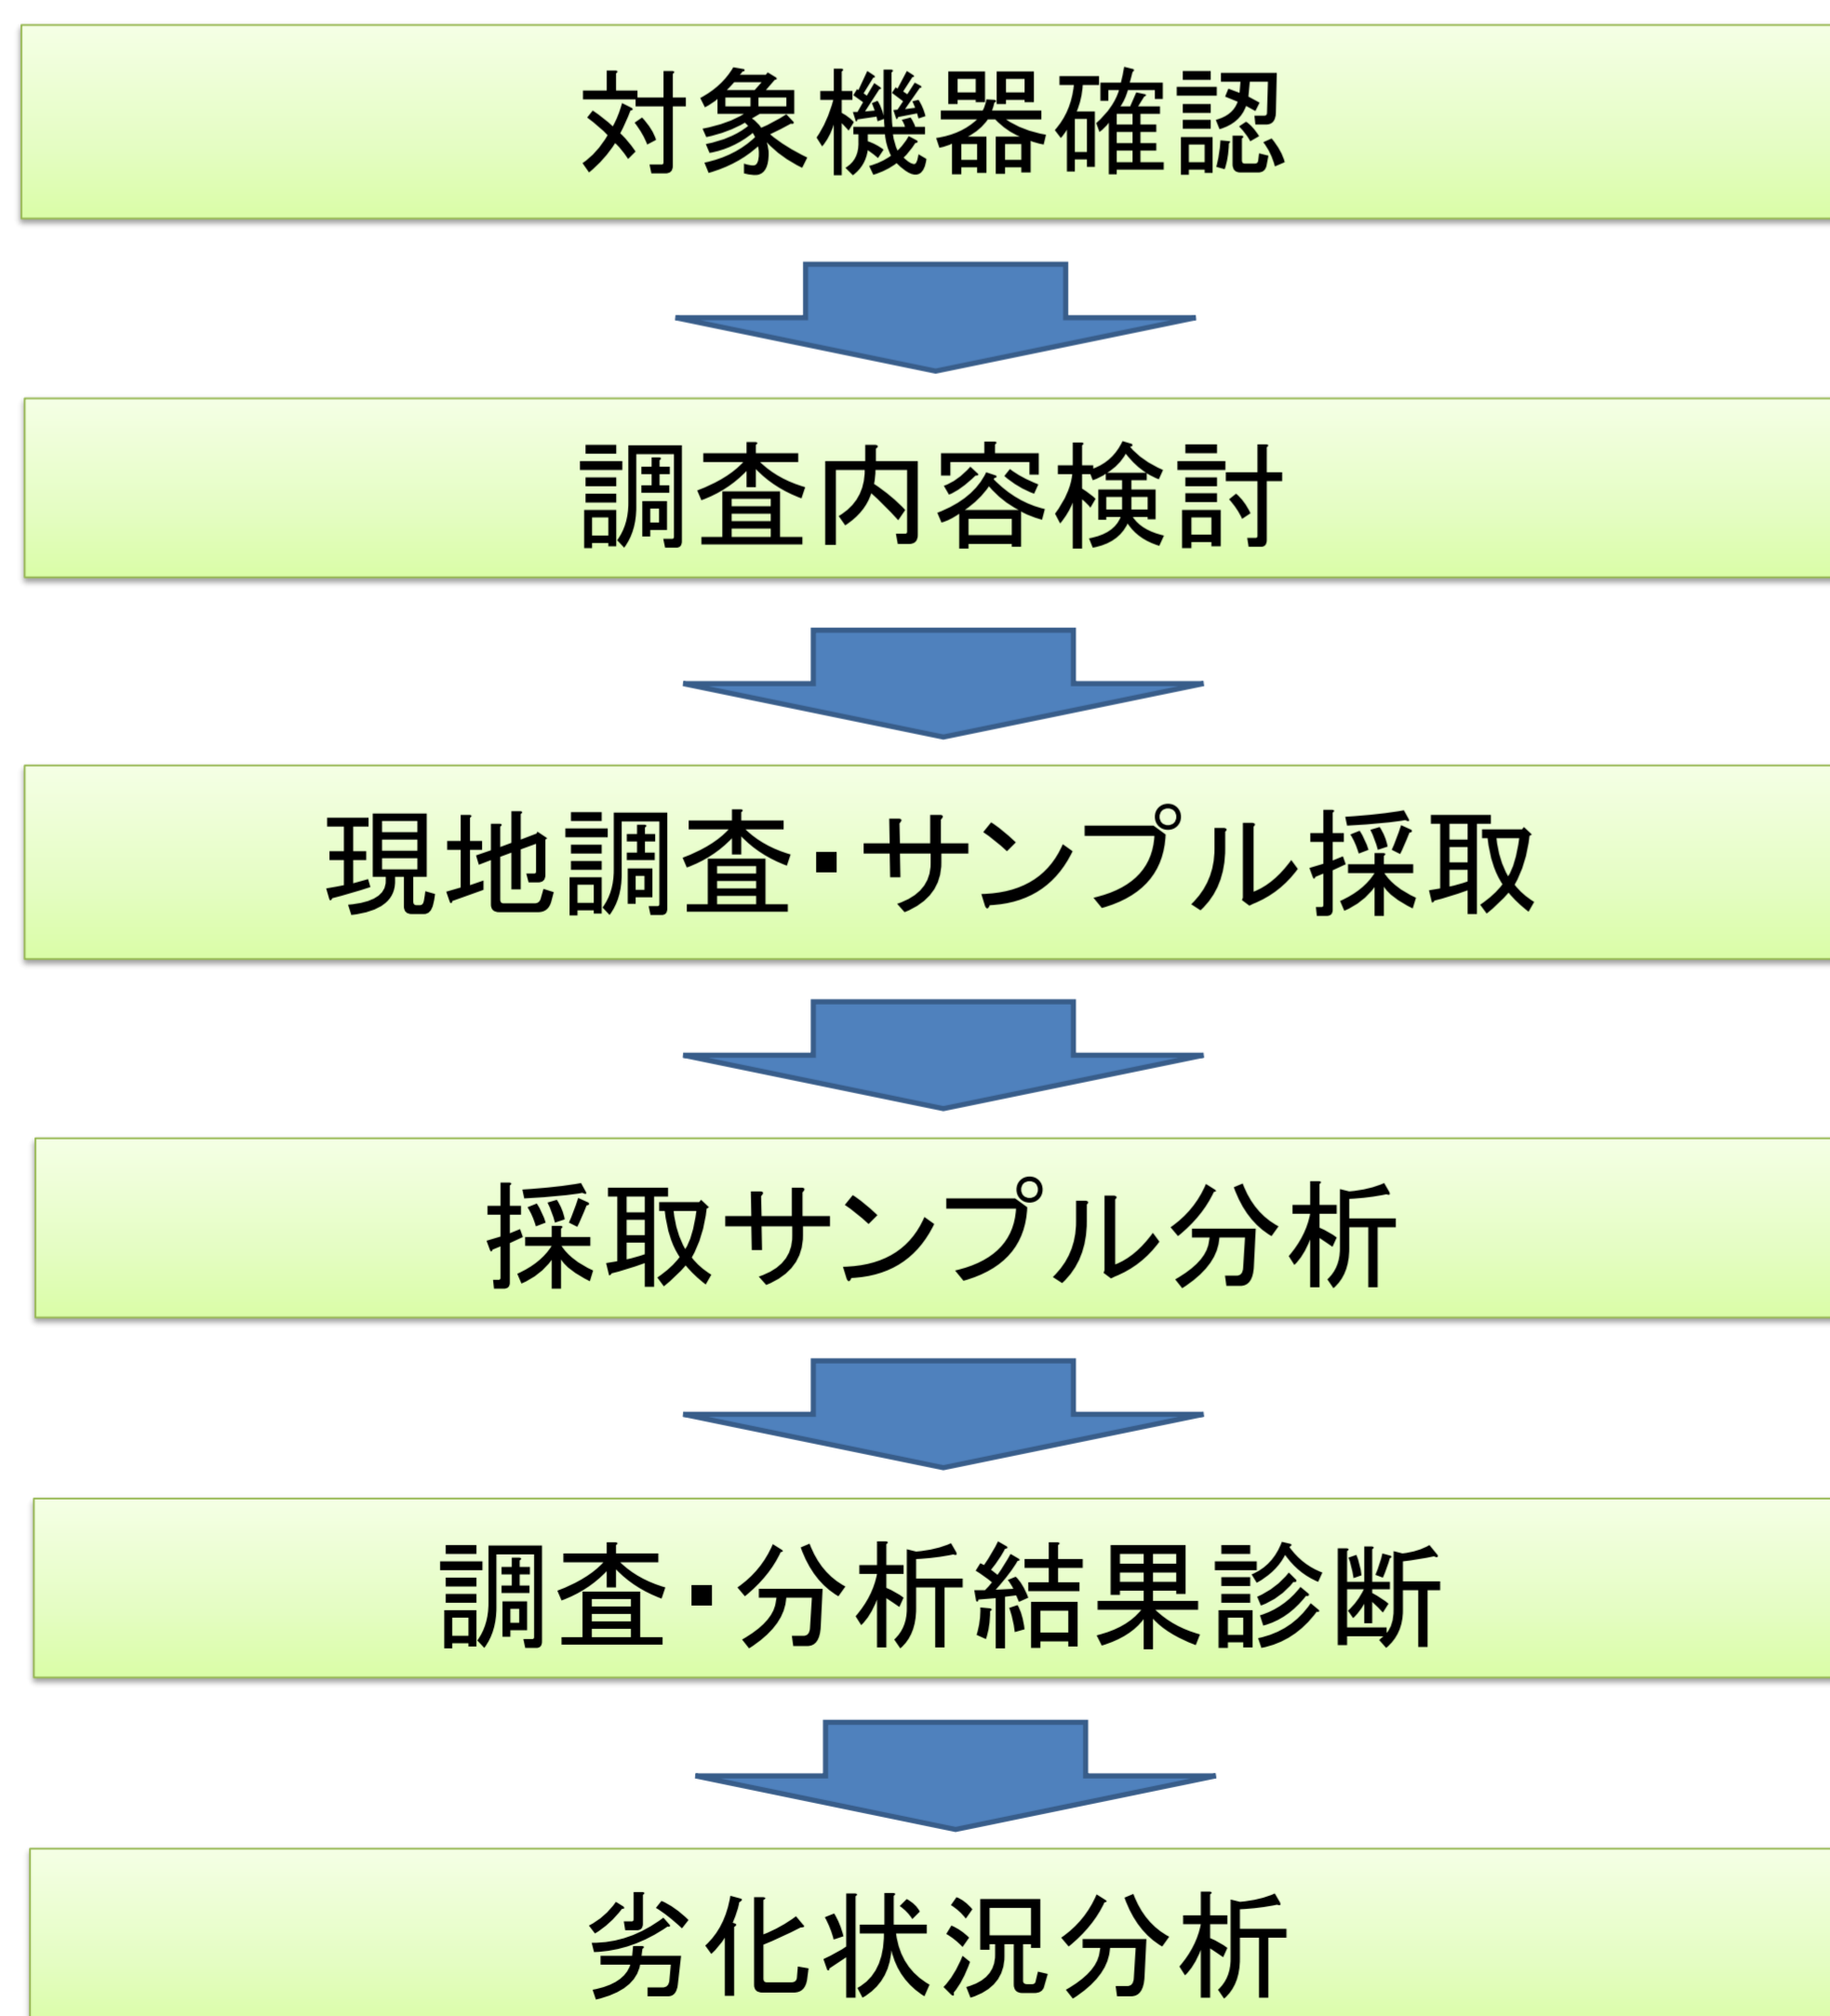 対象機器確認
調査内容検討
現地調査・サンプル採取
採取サンプル分析
調査・分析結果診断
劣化状況分析